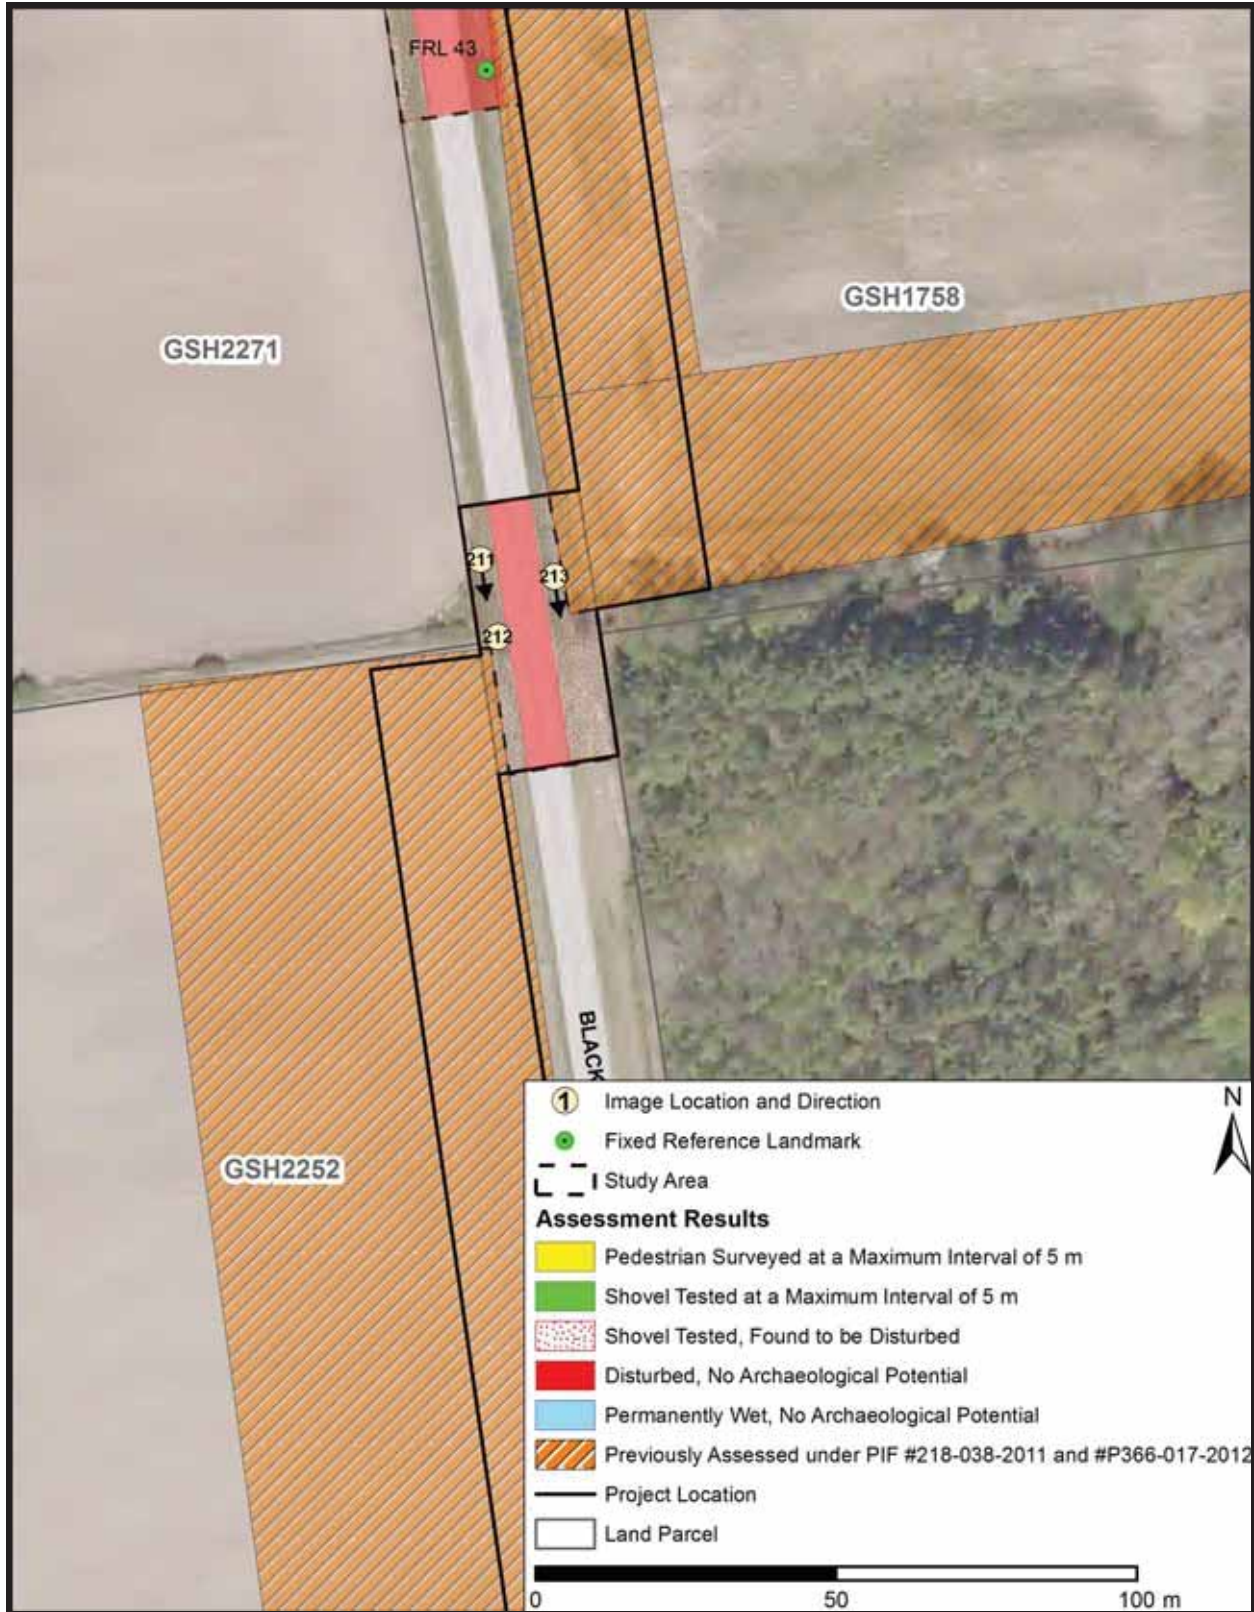 FRL 43
GSH1758
GSH2271
211
213
212
BLACK
GSH2252
N
1 Image Location and Direction
Fixed Reference Landmark
Study Area
Assessment Results
Pedestrian Surveyed at a Maximum Interval of 5 m
Shovel Tested at a Maximum Interval of 5 m
Shovel Tested, Found to be Disturbed
Disturbed, No Archaeological Potential
Permanently Wet, No Archaeological Potential
Previously Assessed under PIF #218-038-2011 and #P366-017-2012
Project Location
Land Parcel
0 50 100 m